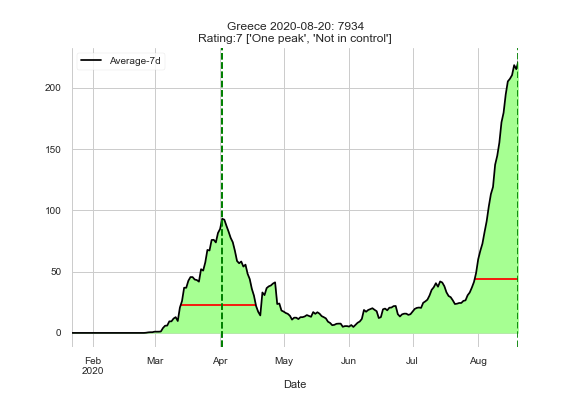 Greece 2020-08-20: 7934
Rating:7 ['One peak', 'Not in control']
Average-7d
200
150
100
50
0
Feb Mar Apr May Jun Jul Aug
2020
Date